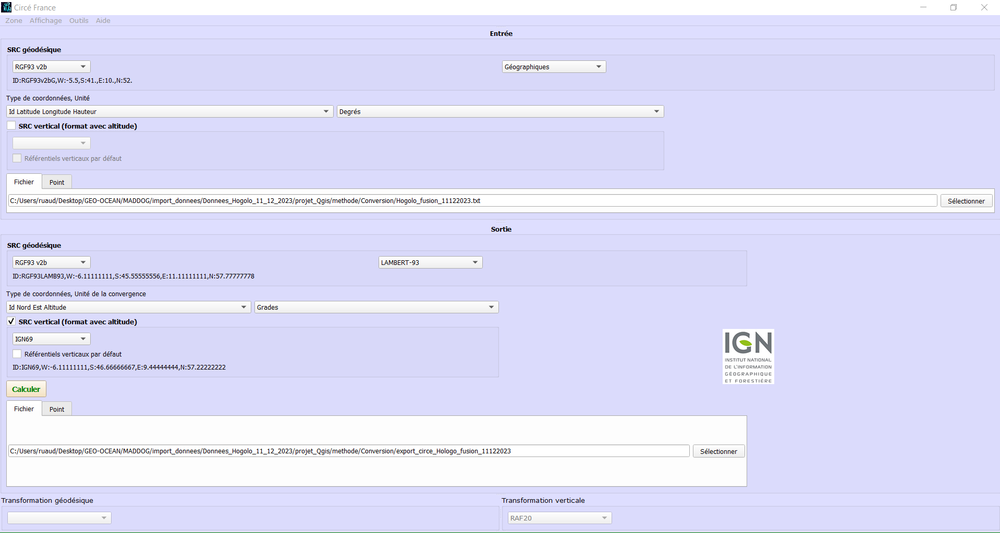 Circé France
Zone Affichage Outils Aide
Entrée
SRC géodésique
RGF93 v2b Géographiques
ID:RGF93v2bG,W:-5.5,S:41.,E:10.,N:52.
Type de coordonnées, Unité
Id Latitude Longitude Hauteur Degrés
SRC vertical (format avec altitude)
Référentiels verticaux par défaut
Fichier Point
C:/Users/ruaud/Desktop/GEO-OCEAN/MADDOG/import_donnees/Donnees_Hogolo_11_12_2023/projet_Qgis/methode/Conversion/Hogolo_fusion_11122023.txt Sélectionner
Sortie
SRC géodésique
RGF93 v2b LAMBERT-93
ID:RGF93LAMB93,W:-6.11111111,S:45.55555556,E:11.11111111,N:57.77777778
Type de coordonnées, Unité de la convergence
Id Nord Est Altitude Grades
SRC vertical (format avec altitude)
IGN69
Référentiels verticaux par défaut
ID:IGN69,W:-6.11111111,S:46.66666667,E:9.44444444,N:57.22222222
IGN
INSTITUT NATIONAL
DE L'INFORMATION
GÉOGRAPHIQUE
ET FORESTIÈRE
Calculer
Fichier Point
C:/Users/ruaud/Desktop/GEO-OCEAN/MADDOG/import_donnees/Donnees_Hogolo_11_12_2023/projet_Qgis/methode/Conversion/export_circe_Hologo_fusion_11122023 Sélectionner
Transformation géodésique Transformation verticale
RAF20